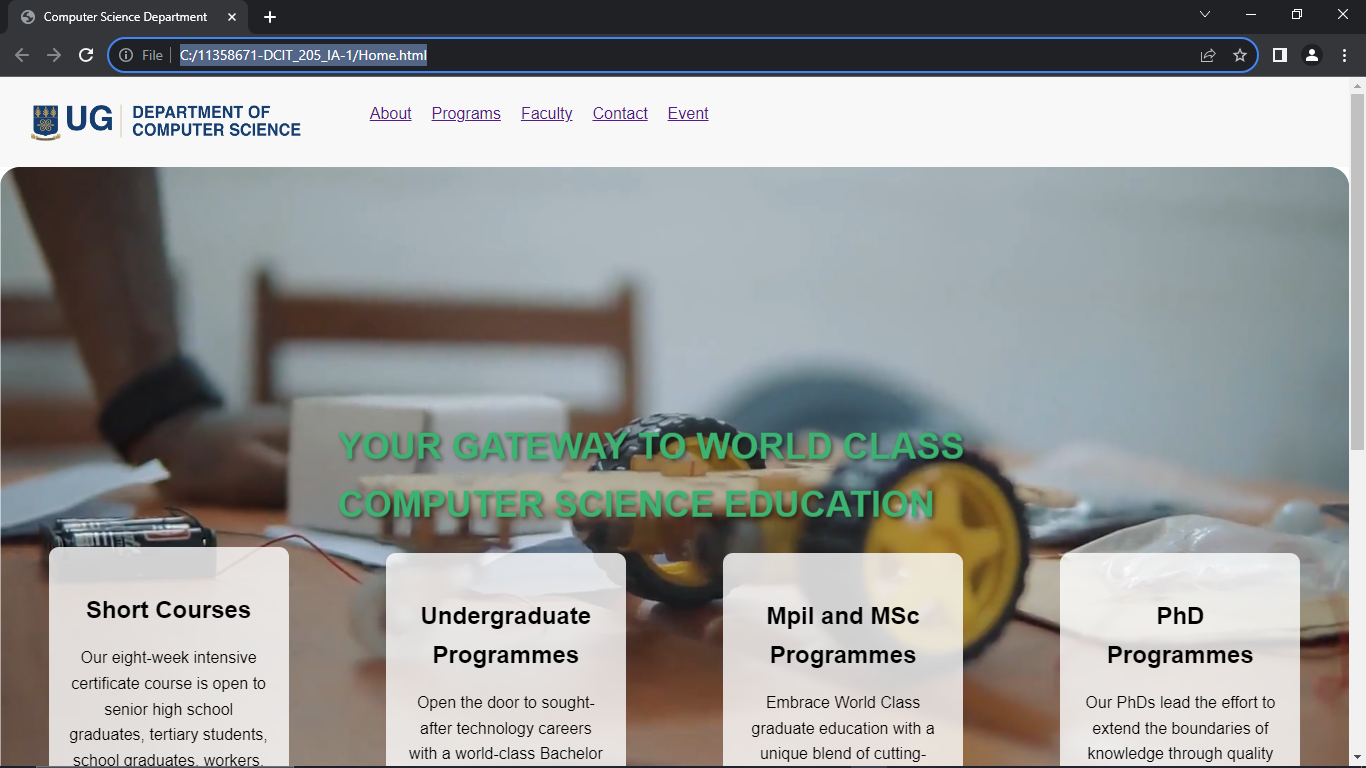 Computer Science Department
File
C:/11358671-DCIT_205_IA-1/Home.html
UG
DEPARTMENT OF
COMPUTER SCIENCE
About Programs Faculty Contact Event
YOUR GATEWAY TO WORLD CLASS
COMPUTER SCIENCE EDUCATION
Short Courses
Our eight-week intensive
certificate course is open to
senior high school
graduates, tertiary students,
school graduates, workers,
Undergraduate
Programmes
Open the door to sought-
after technology careers
with a world-class Bachelor
Mpil and MSc
Programmes
Embrace World Class
graduate education with a
unique blend of cutting-
PhD
Programmes
Our PhDs lead the effort to
extend the boundaries of
knowledge through quality